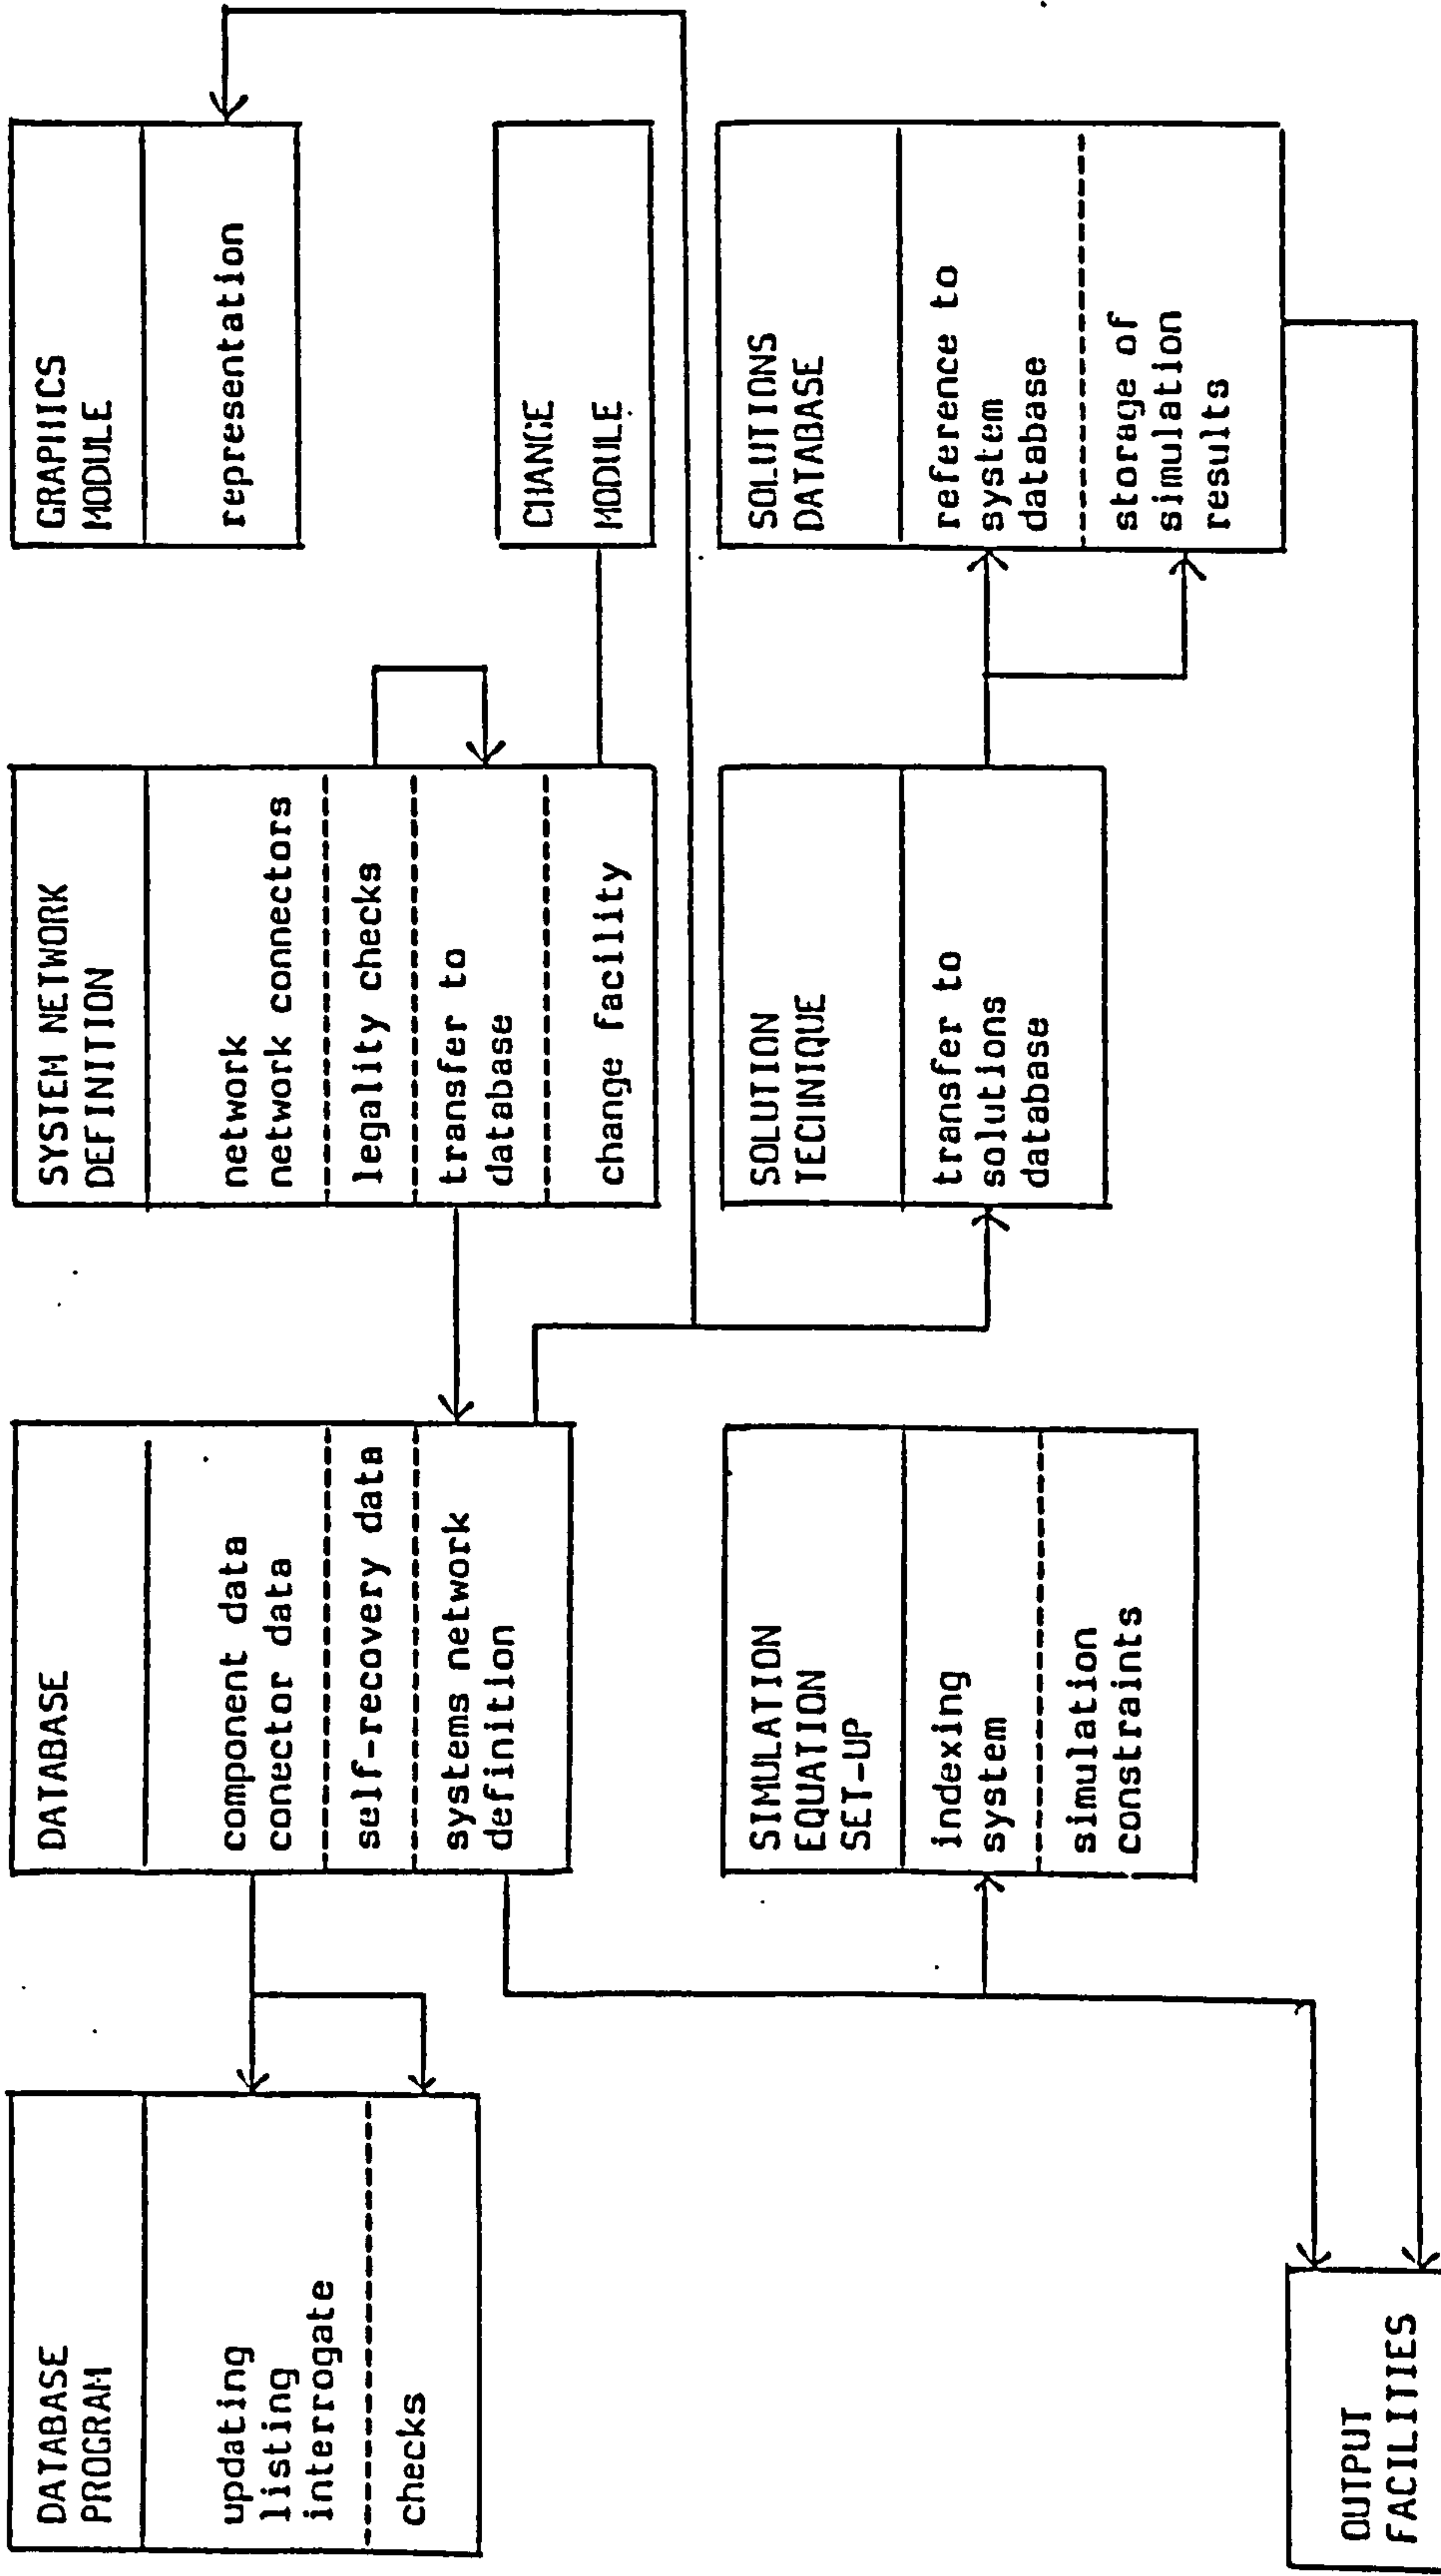 DATABASE
PROGRAM
updating
listing
interrogate
checks
DATABASE
component data
conector data
self-recovery data
systems network
definition
SYSTEM NETWORK
DEFINITION
network
network connectors
legality checks
transfer to
database
change facility
GRAPHICS
MODULE
representation
CHANGE
MODULE
SIMULATION
EQUATION
SET-UP
indexing
system
simulation
constraints
SOLUTION
TECHNIQUE
transfer to
solutions
database
SOLUTIONS
DATABASE
reference to
system
database
storage of
simulation
results
OUTPUT
FACILITIES